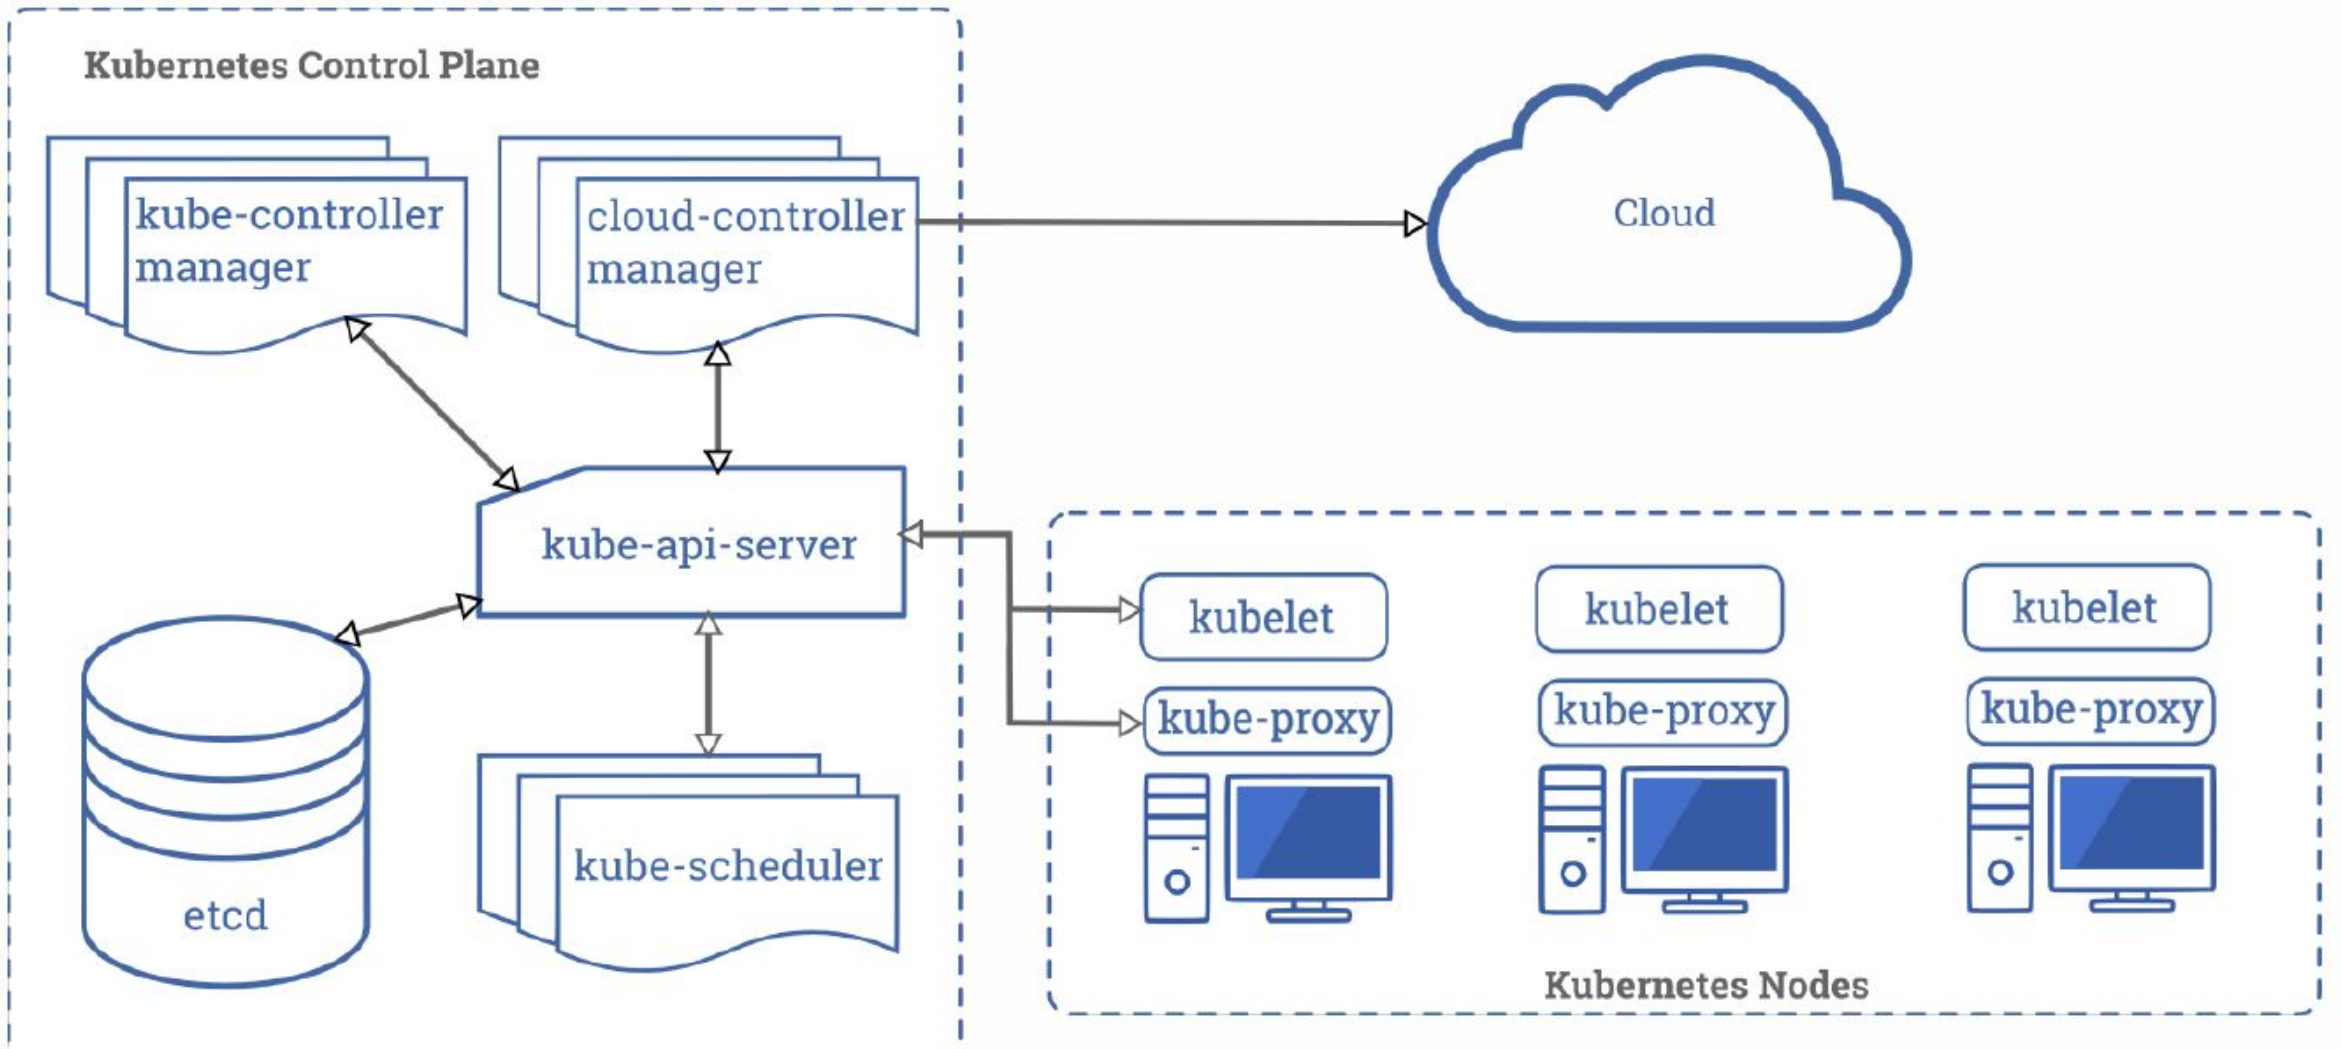 Kubernetes Control Plane
kube-controller
manager
cloud-controller
manager
Cloud
kube-api-server
kubelet
kubelet
kubelet
kube-proxy
kube-proxy
kube-proxy
kube-scheduler
etcd
Kubernetes Nodes